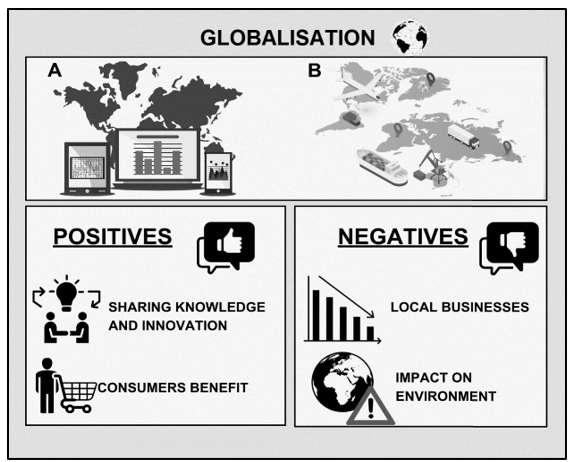 GLOBALISATION
A
B
POSITIVES
SHARING KNOWLEDGE
AND INNOVATION
CONSUMERS BENEFIT
NEGATIVES
LOCAL BUSINESSES
IMPACT ON
ENVIRONMENT
!